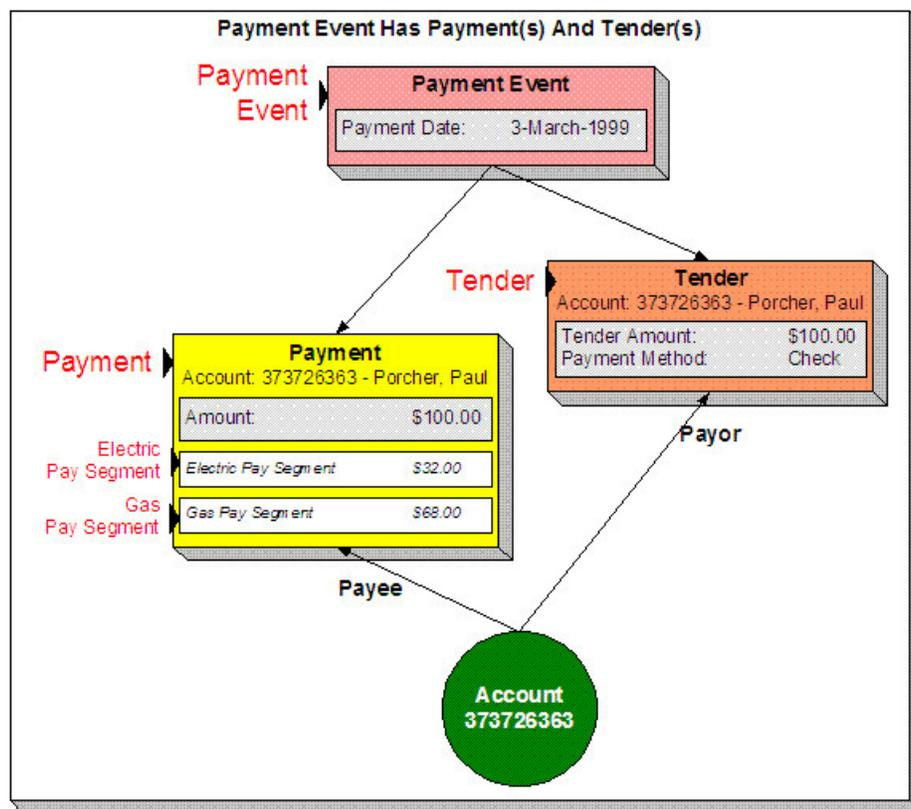 Payment Event Has Payment(s) And Tender(s)
Payment
Event
Payment Event
Payment Date: 3-March-1999
Tender
Tender
Account: 373726363 - Porcher, Paul
Tender Amount: $100.00
Payment Method: Check
Payment
Payment
Account: 373726363 - Porcher, Paul
Amount: $100.00
Electric
Pay Segment
Electric Pay Segment $32.00
Gas
Pay Segment
Gas Pay Segment $68.00
Payor
Payee
Account
373726363